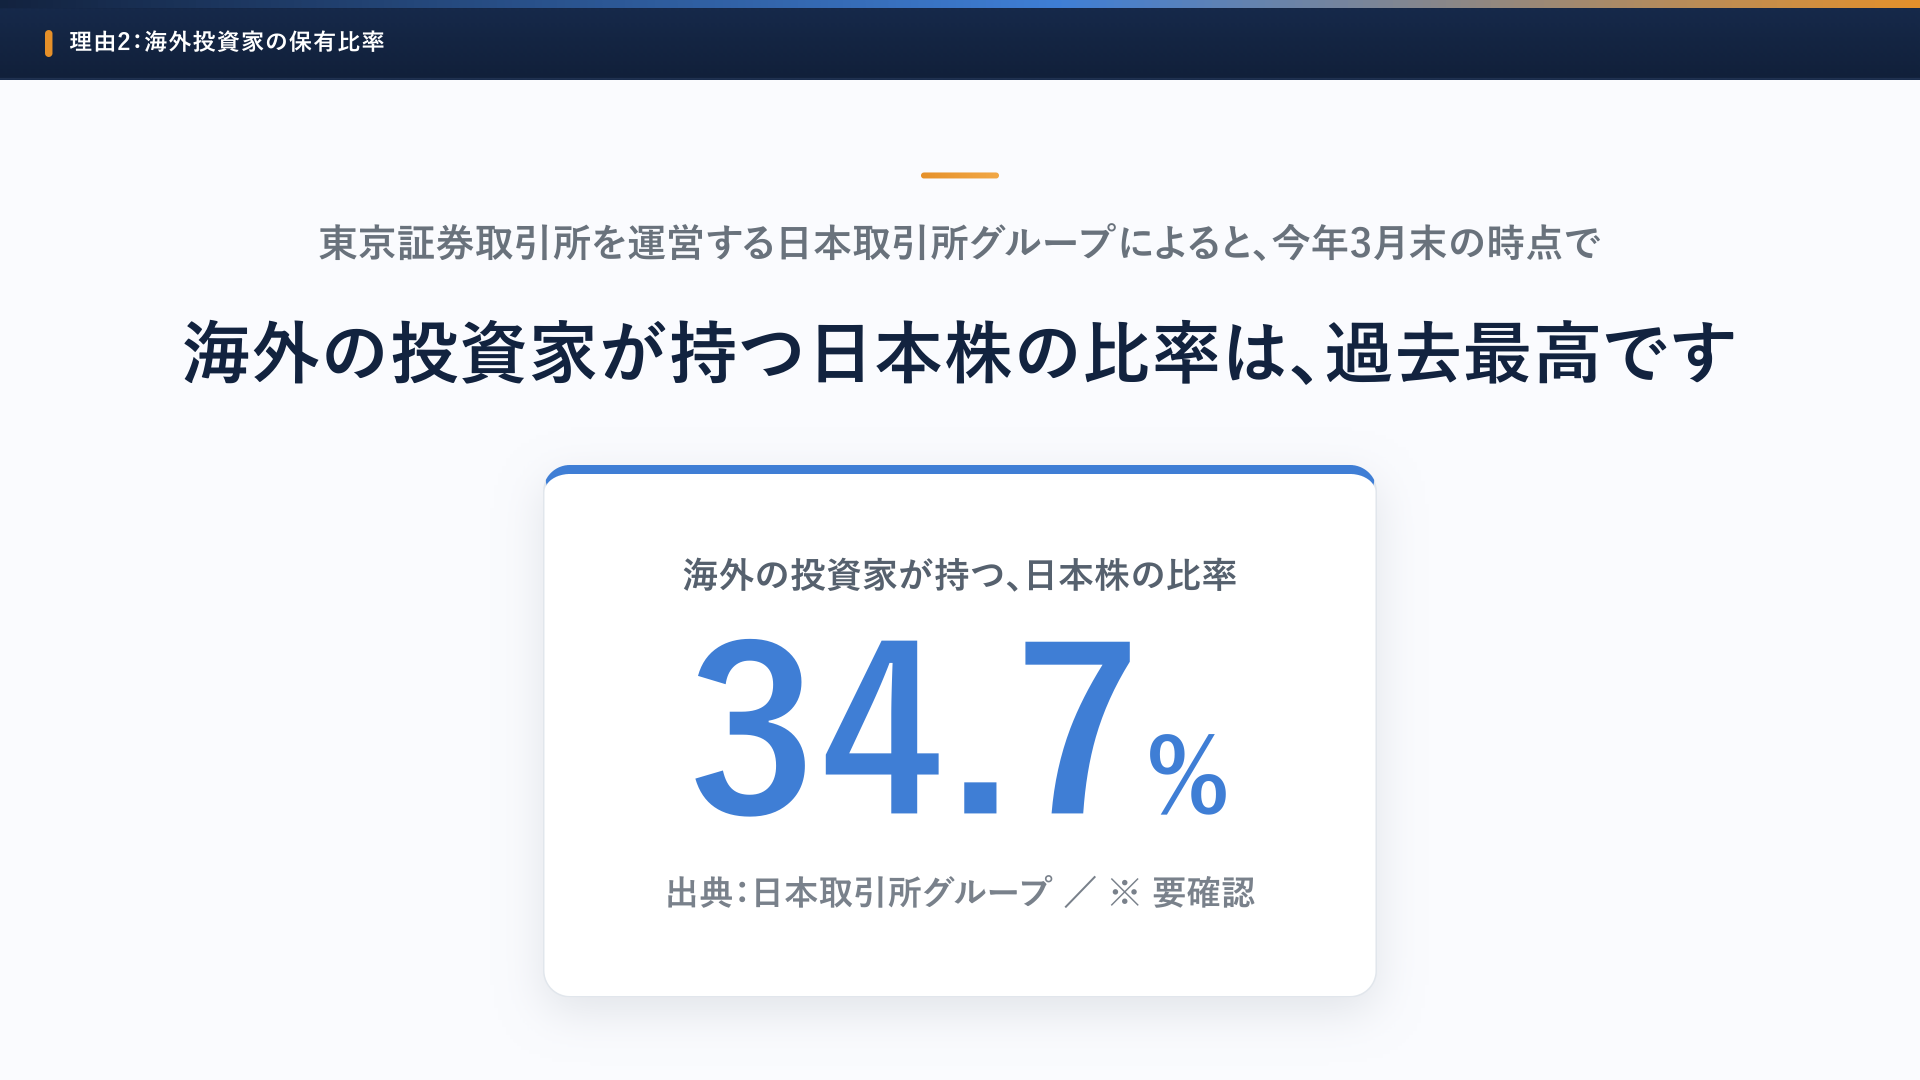 理由2：海外投資家の保有比率
東京証券取引所を運営する日本取引所グループによると、今年3月末の時点で
海外の投資家が持つ日本株の比率は、過去最高です
海外の投資家が持つ、日本株の比率
34.7%
出典：日本取引所グループ ／ ※ 要確認